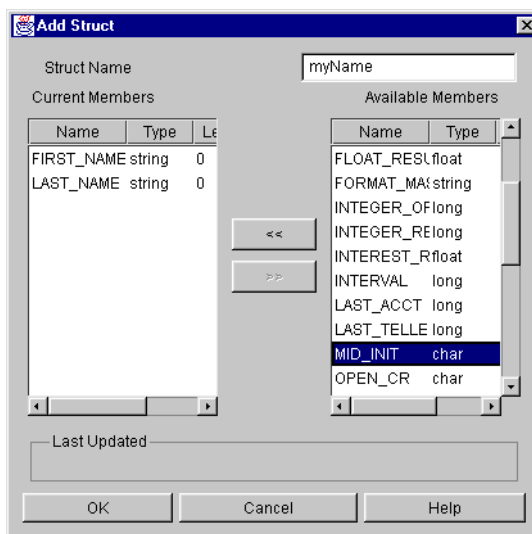 Add Struct
Struct Name myName
Current Members Available Members
Name Type Le
FIRST_NAME string 0
LAST_NAME string 0
<<
>>
Name Type
FLOAT_RESU float
FORMAT_MAS string
INTEGER_OF long
INTEGER_RE long
INTEREST_R float
INTERVAL long
LAST_ACCT long
LAST_TELLE long
MID_INIT char
OPEN_CR char
Last Updated
OK Cancel Help